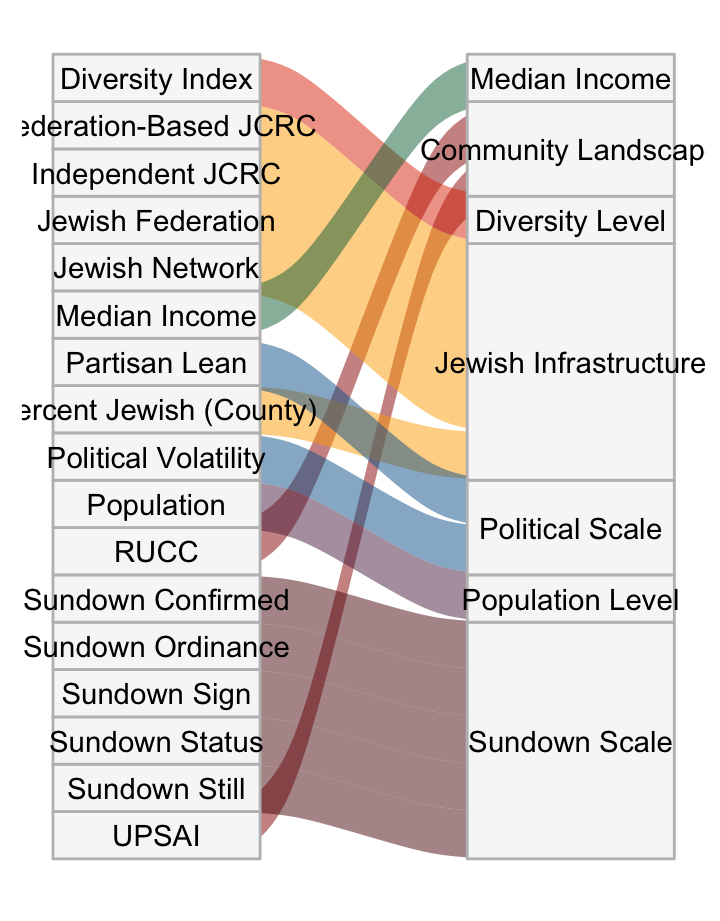 Diversity Index
ederation-Based JCRC
Independent JCRC
Jewish Federation
Jewish Network
Median Income
Partisan Lean
ercent Jewish (County)
Political Volatility
Population
RUCC
Sundown Confirmed
Sundown Ordinance
Sundown Sign
Sundown Status
Sundown Still
UPSAI
Median Income
Community Landscap
Diversity Level
Jewish Infrastructure
Political Scale
Population Level
Sundown Scale